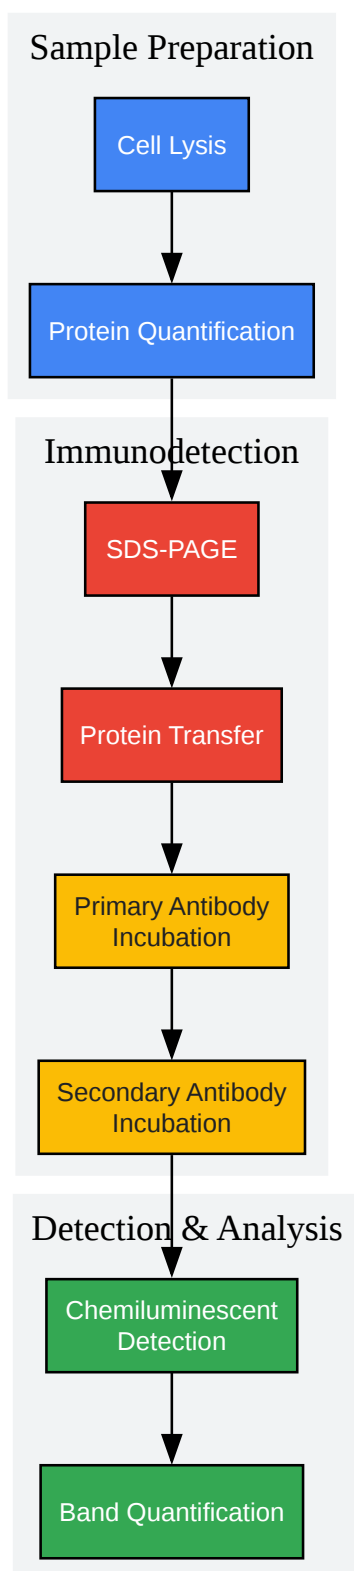 Sample Preparation
Cell Lysis
Protein Quantification
Immunodetection
SDS-PAGE
Protein Transfer
Primary Antibody
Incubation
Secondary Antibody
Incubation
Detection & Analysis
Chemiluminescent
Detection
Band Quantification